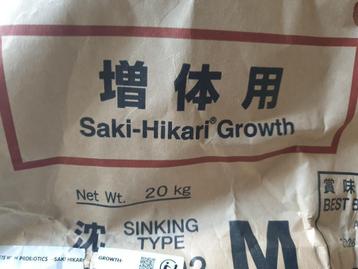 増体用
Saki-Hikari® Growth
Net Wt. 20 kg
賞味
BEST B
沈 SINKING TYPE M
PROBIOTICS SAKI HIKARI GROWTH